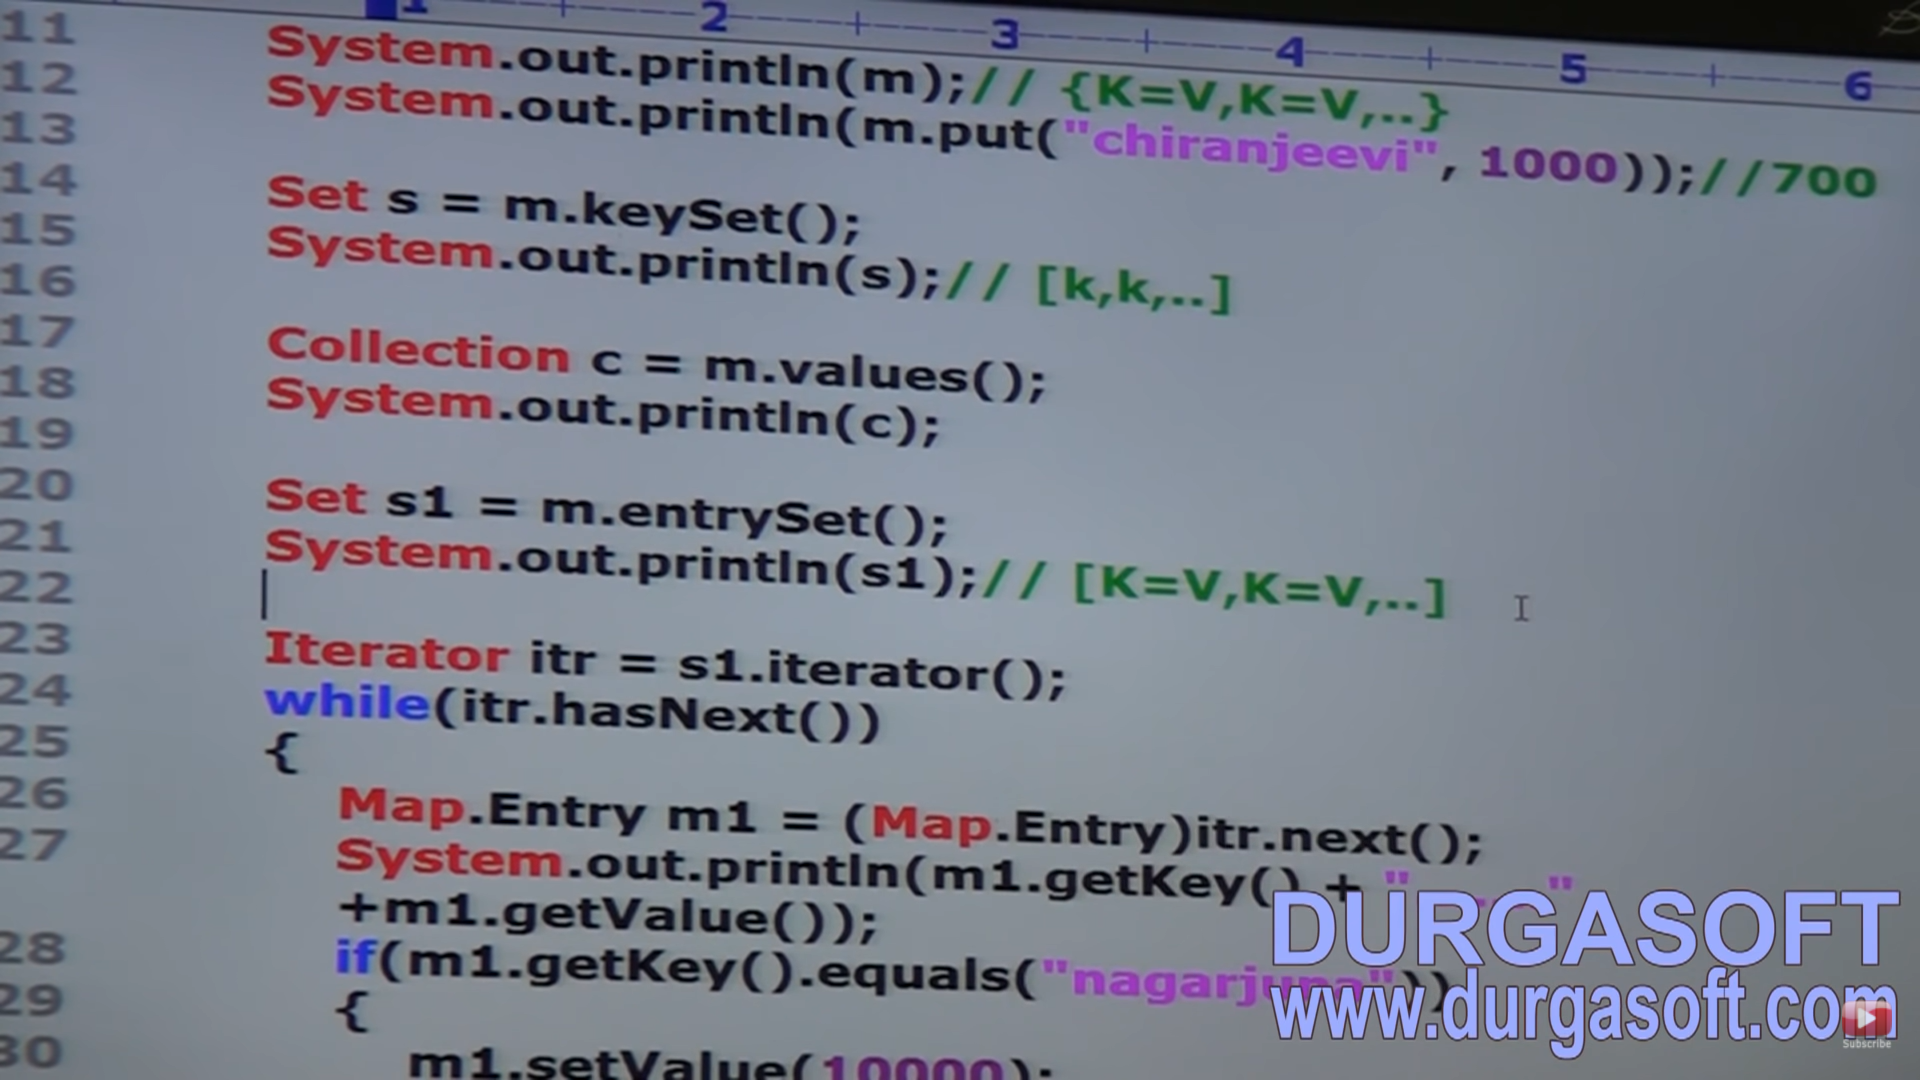 1 2 3 4 5 6
11 System.out.println(m);// {K=V,K=V,..}
12 System.out.println(m.put("chiranjeevi", 1000));//700
13
14 Set s = m.keySet();
15 System.out.println(s);// [k,k,..]
16
17 Collection c = m.values();
18 System.out.println(c);
19
20 Set s1 = m.entrySet();
21 System.out.println(s1);// [K=V,K=V,..]
22
23 Iterator itr = s1.iterator();
24 while(itr.hasNext())
25 {
26 Map.Entry m1 = (Map.Entry)itr.next();
27 System.out.println(m1.getKey() + " "
+m1.getValue());
28 if(m1.getKey().equals("nagarjuna"))
29 {
30 m1.setValue(10000);
DURGASOFT
www.durgasoft.com
Subscribe